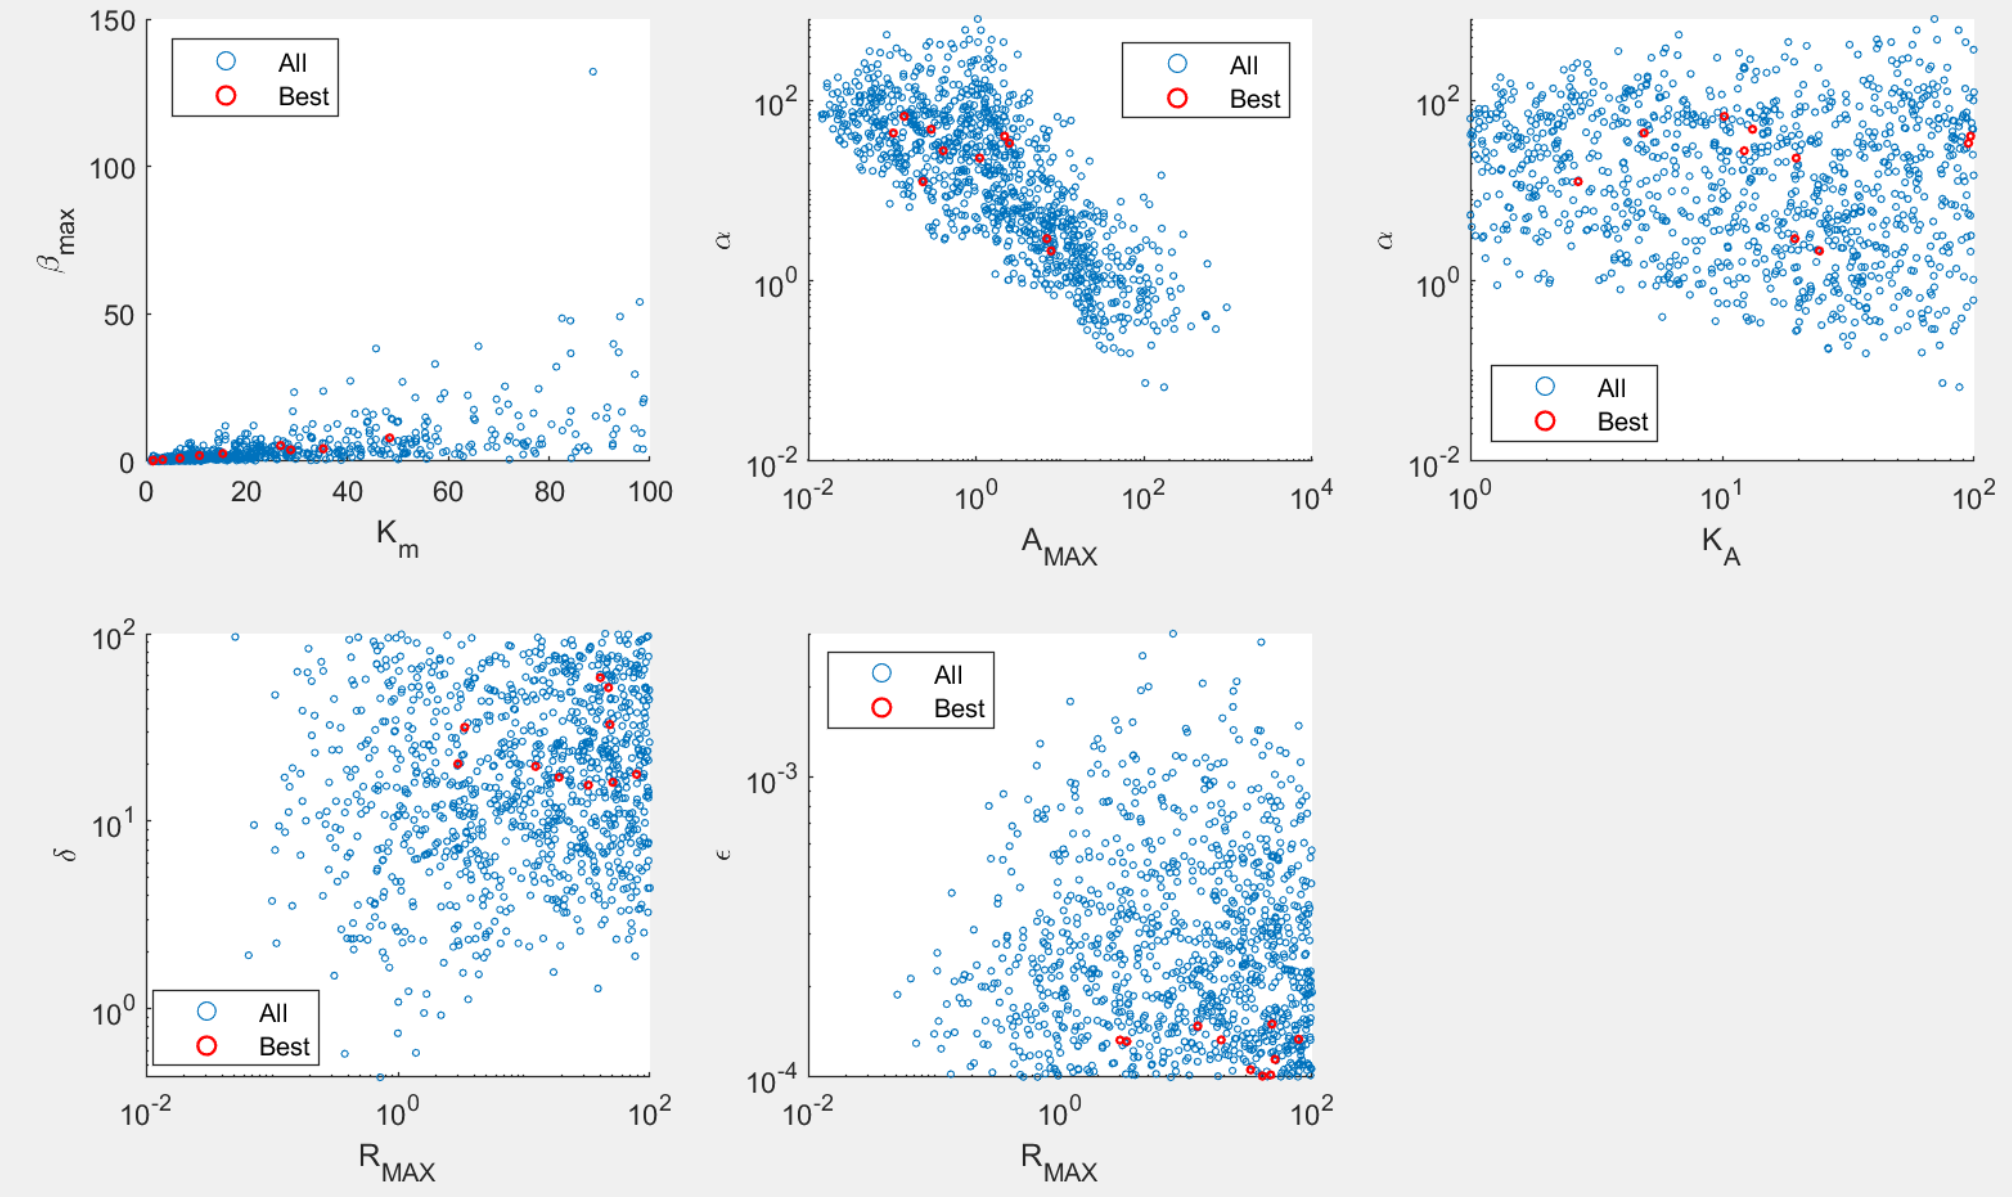 150
100
50
0
β_max
0 20 40 60 80 100
K_m
All
Best
10^2
10^0
10^-2
α
10^-2 10^0 10^2 10^4
A_MAX
All
Best
10^2
10^0
10^-2
α
10^0 10^1 10^2
K_A
All
Best
10^2
10^1
10^0
δ
10^-2 10^0 10^2
R_MAX
All
Best
10^-3
10^-4
ϵ
10^-2 10^0 10^2
R_MAX
All
Best